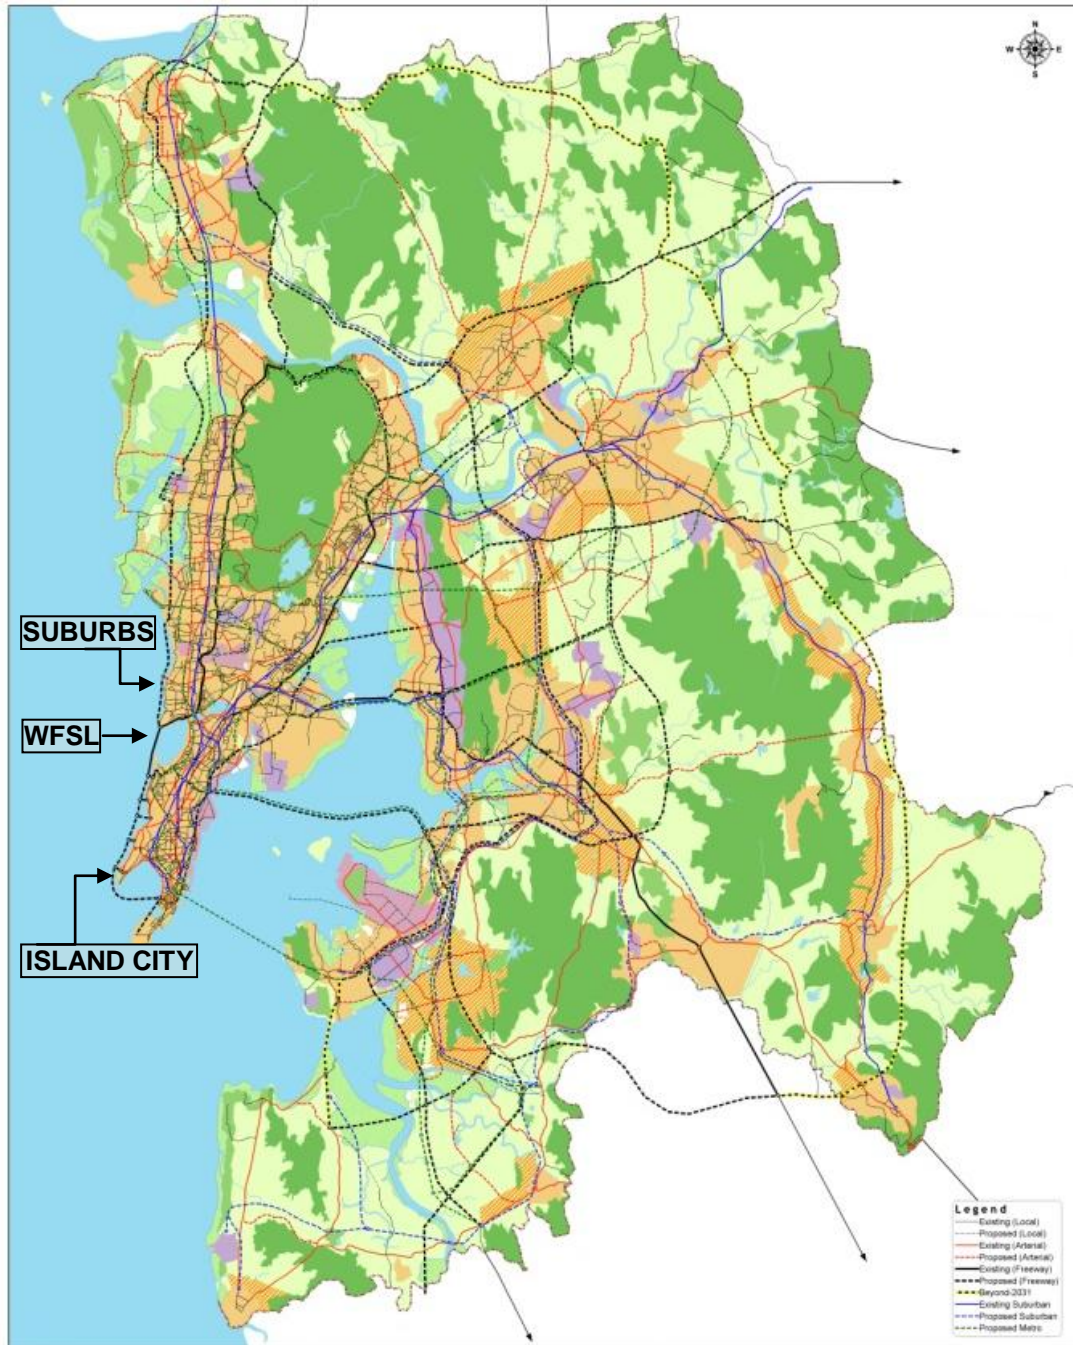 N
W E
S
SUBURBS
WFSL
ISLAND CITY
Legend
Existing (Local)
Proposed (Local)
Existing (Arterial)
Proposed (Arterial)
Existing (Freeway)
Proposed (Freeway)
Beyond-2031
Existing Suburban
Proposed Suburban
Proposed Metro